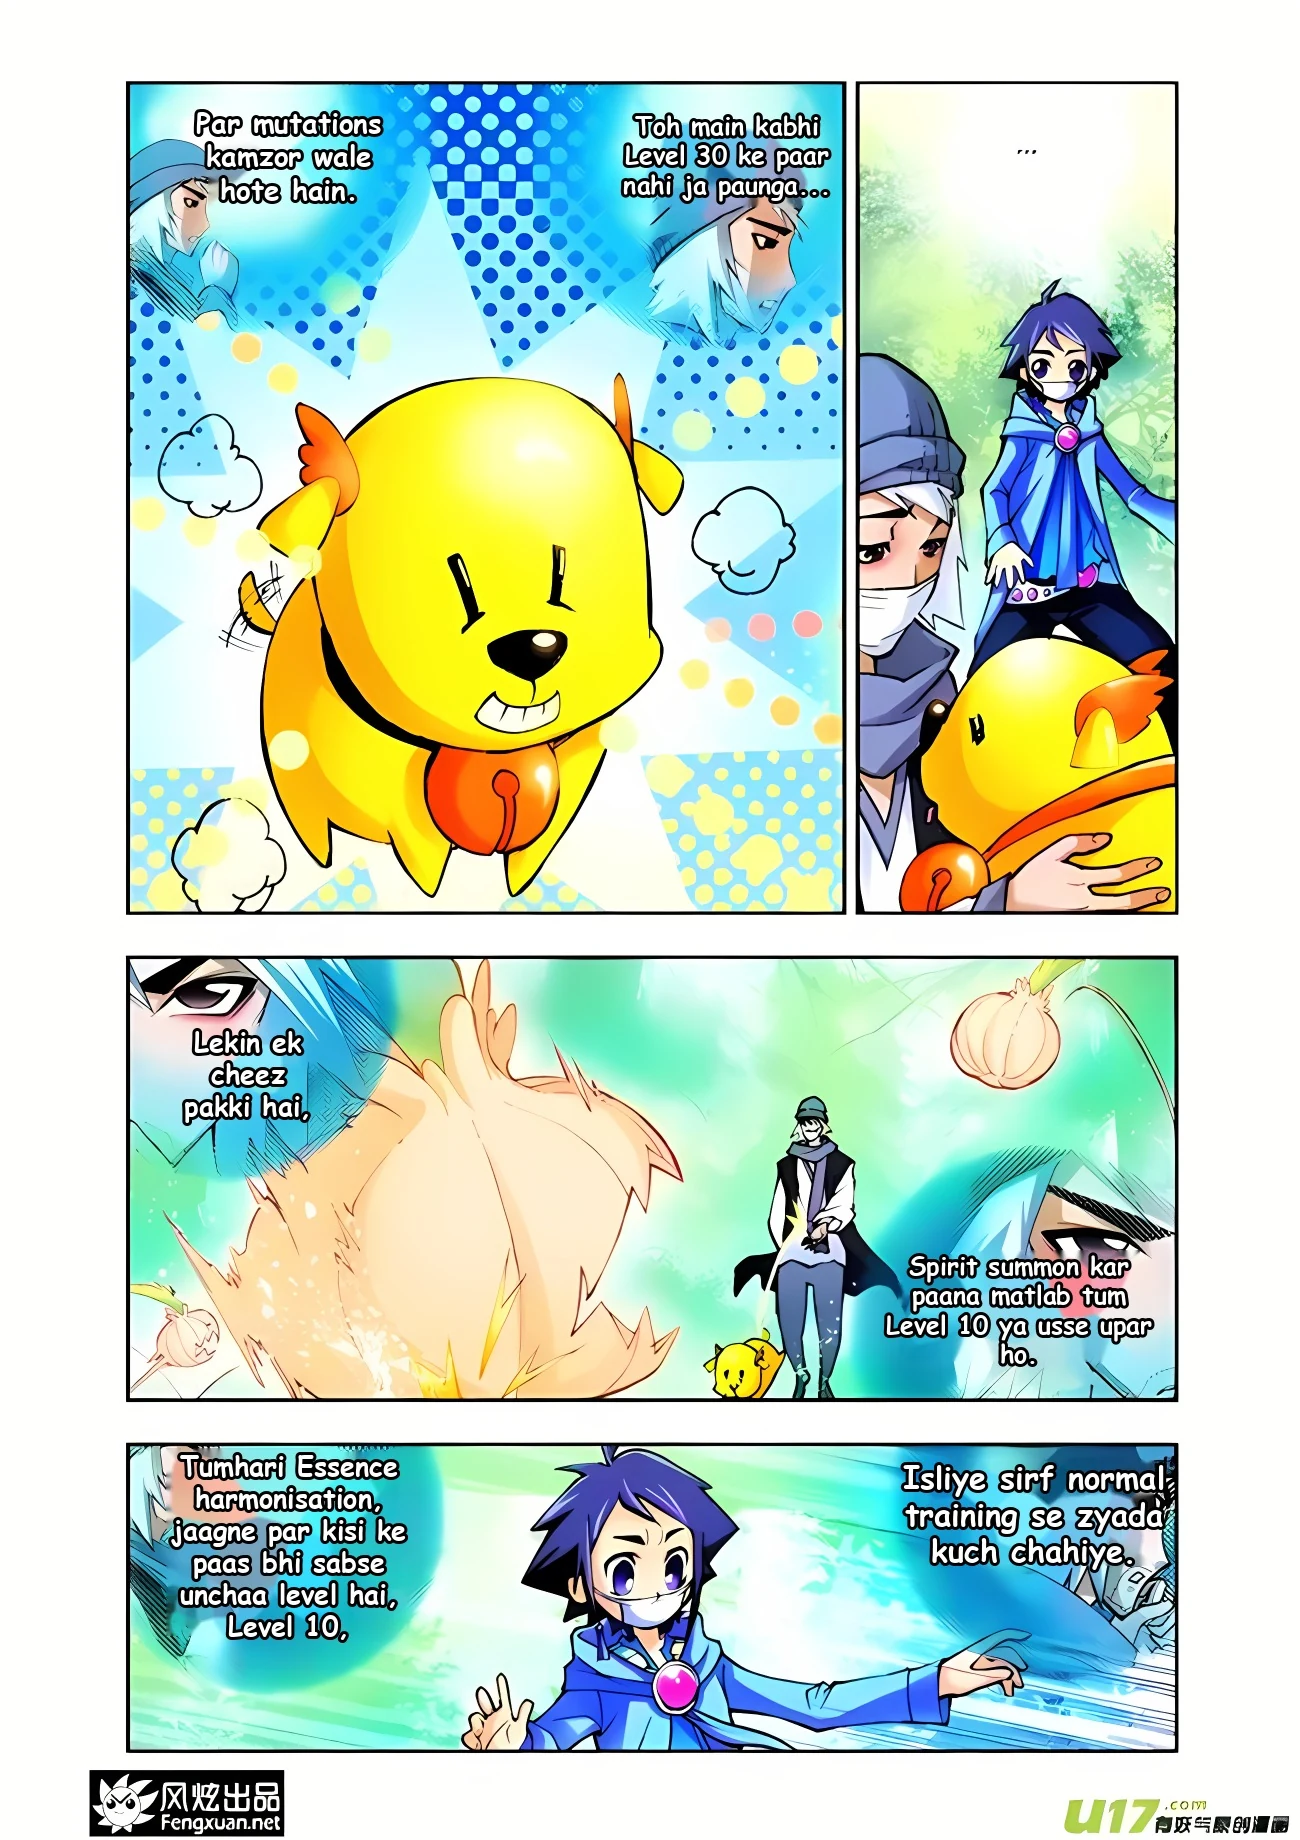 Par mutations
kamzor wale
hote hain.
Toh main kabhi
Level 30 ke paar
nahi ja paunga...
...
Lekin ek
cheez
pakki hai,
Spirit summon kar
paana matlab tum
Level 10 ya usse upar
ho.
Tumhari Essence
harmonisation,
jaagne par kisi ke
paas bhi sabse
unchaa level hai,
Level 10,
Isliye sirf normal
training se zyada
kuch chahiye.
风炫出品
Fengxuan.net
U17.com
有妖气原创漫画